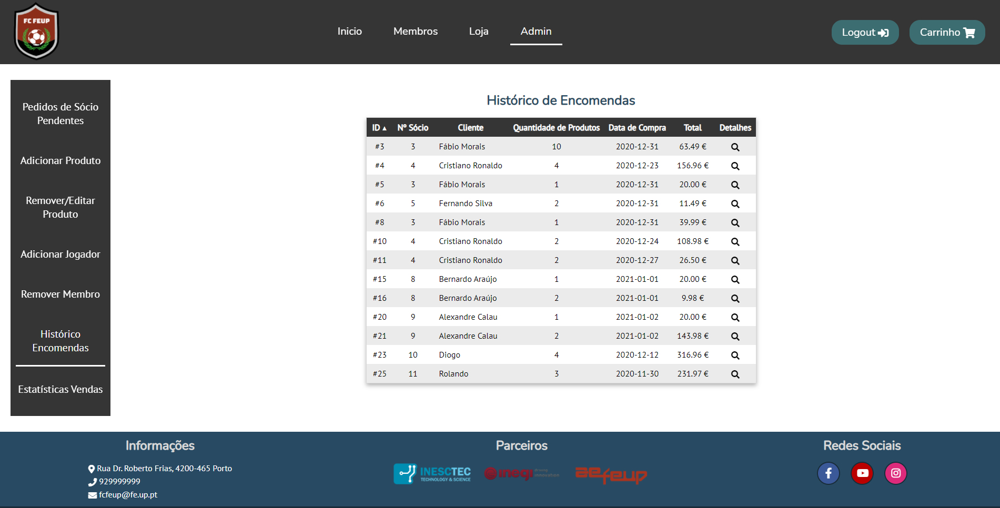 FC FEUP
Inicio Membros Loja Admin
Logout Carrinho
Pedidos de Sócio
Pendentes
Adicionar Produto
Remover/Editar
Produto
Adicionar Jogador
Remover Membro
Histórico
Encomendas
Estatísticas Vendas
Histórico de Encomendas
ID ▲ Nº Sócio Cliente Quantidade de Produtos Data de Compra Total Detalhes
#3 3 Fábio Morais 10 2020-12-31 63.49 €
#4 4 Cristiano Ronaldo 4 2020-12-23 156.96 €
#5 3 Fábio Morais 1 2020-12-31 20.00 €
#6 5 Fernando Silva 2 2020-12-31 11.49 €
#8 3 Fábio Morais 1 2020-12-31 39.99 €
#10 4 Cristiano Ronaldo 2 2020-12-24 108.98 €
#11 4 Cristiano Ronaldo 2 2020-12-27 26.50 €
#15 8 Bernardo Araújo 1 2021-01-01 20.00 €
#16 8 Bernardo Araújo 2 2021-01-01 9.98 €
#20 9 Alexandre Calau 1 2021-01-02 20.00 €
#21 9 Alexandre Calau 2 2021-01-02 143.98 €
#23 10 Diogo 4 2020-12-12 316.96 €
#25 11 Rolando 3 2020-11-30 231.97 €
Informações
Rua Dr. Roberto Frias, 4200-465 Porto
929999999
fcfeup@fe.up.pt
Parceiros
INESCTEC
TECHNOLOGY & SCIENCE
inegi driving
innovation
aefeup
Redes Sociais